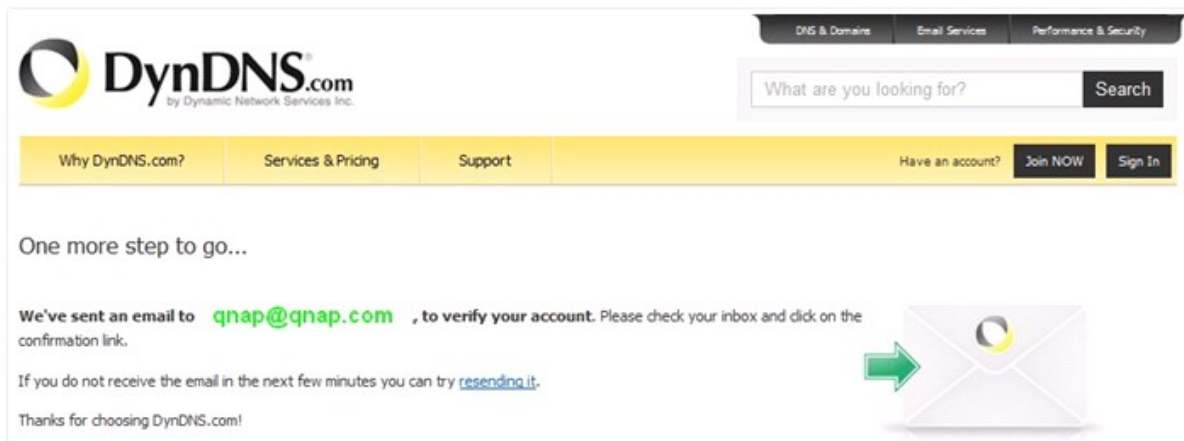 DNS & Domains Email Services Performance & Security
DynDNS.com
by Dynamic Network Services Inc.
What are you looking for? Search
Why DynDNS.com? Services & Pricing Support Have an account? Join NOW Sign In
One more step to go...
We've sent an email to qnap@qnap.com , to verify your account. Please check your inbox and click on the
confirmation link.
If you do not receive the email in the next few minutes you can try resending it.
Thanks for choosing DynDNS.com!